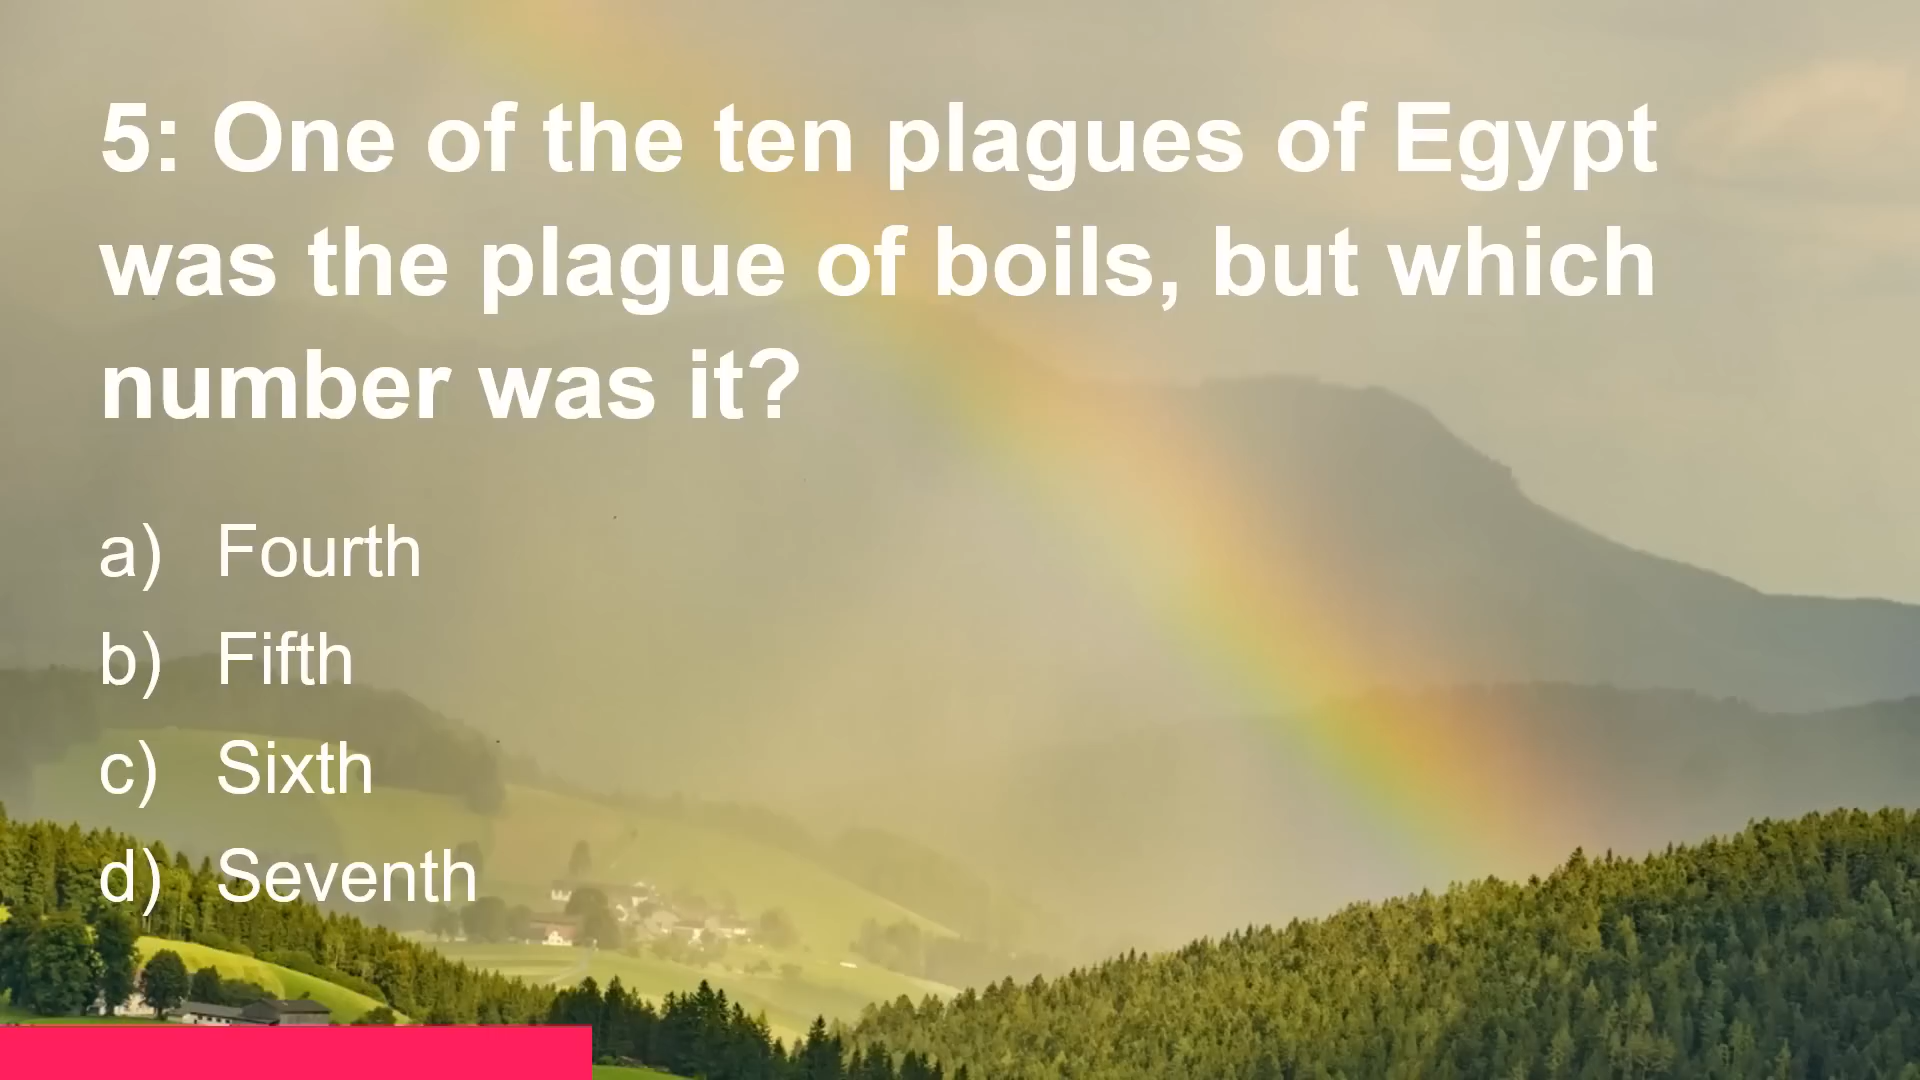 5: One of the ten plagues of Egypt
was the plague of boils, but which
number was it?
a) Fourth
b) Fifth
c) Sixth
d) Seventh